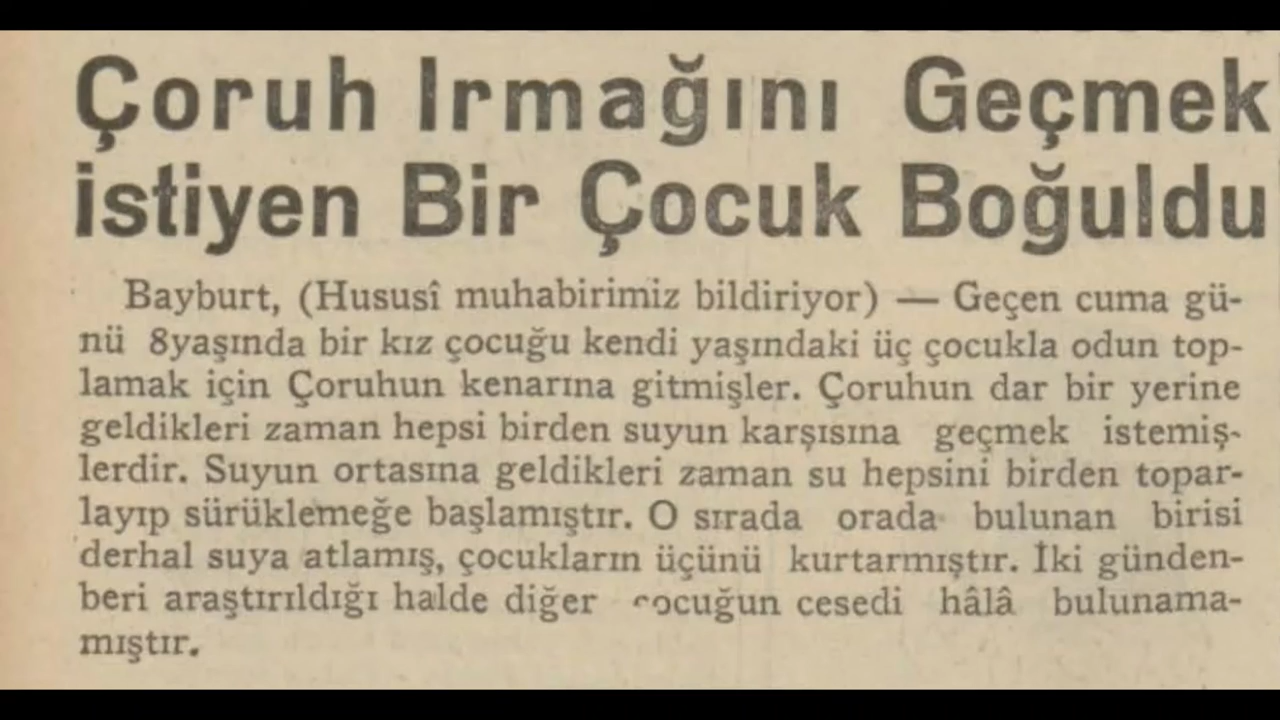 Çoruh Irmağını Geçmek
istiyen Bir Çocuk Boğuldu
Bayburt, (Hususî muhabirimiz bildiriyor) — Geçen cuma gü-
nü 8yaşında bir kız çocuğu kendi yaşındaki üç çocukla odun top-
lamak için Çoruhun kenarına gitmişler. Çoruhun dar bir yerine
geldikleri zaman hepsi birden suyun karşısına geçmek istemiş-
lerdir. Suyun ortasına geldikleri zaman su hepsini birden topar-
layıp sürüklemeğe başlamıştır. O sırada orada bulunan birisi
derhal suya atlamış, çocukların üçünü kurtarmıştır. İki günden-
beri araştırıldığı halde diğer çocuğun cesedi hâlâ bulunama-
mıştır.